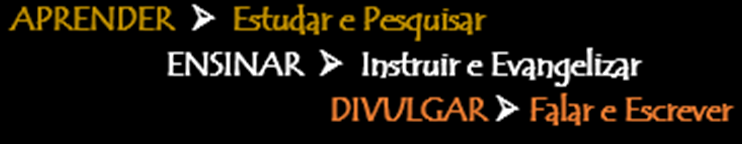 APRENDER ➤ Estudar e Pesquisar
ENSINAR ➤ Instruir e Evangelizar
DIVULGAR ➤ Falar e Escrever